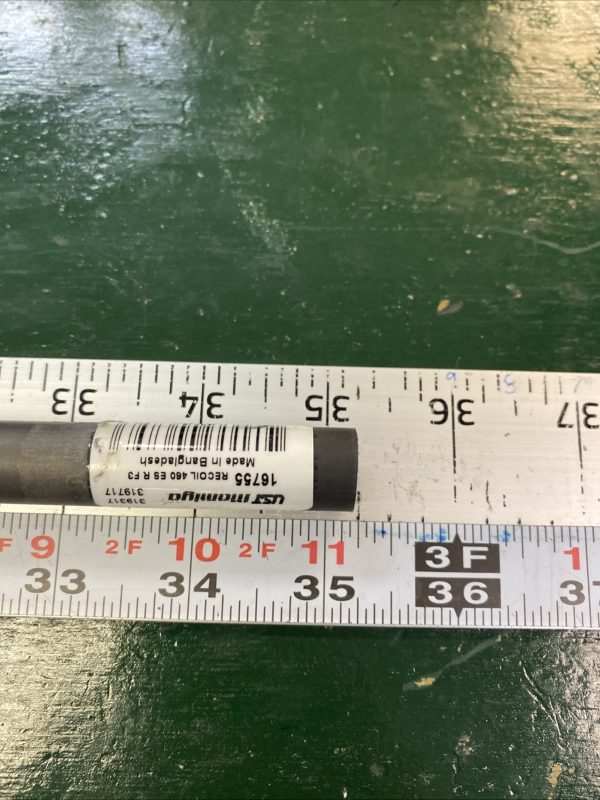 33 34 35 36 37
16755 RECOIL 460 ES R F3
Made in Bangladesh
UST mamiya
319317
319717
F 9 2F 10 2F 11 3F 1
33 34 35 36 3